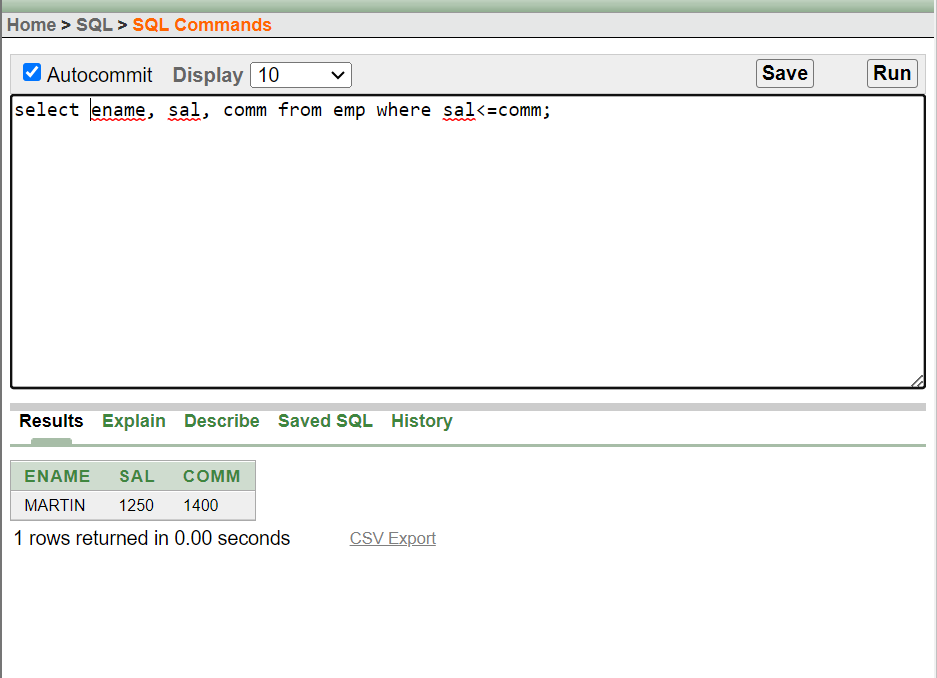 Home > SQL > SQL Commands
Autocommit Display 10 Save Run
select ename, sal, comm from emp where sal<=comm;
Results Explain Describe Saved SQL History
ENAME SAL COMM
MARTIN 1250 1400
1 rows returned in 0.00 seconds CSV Export